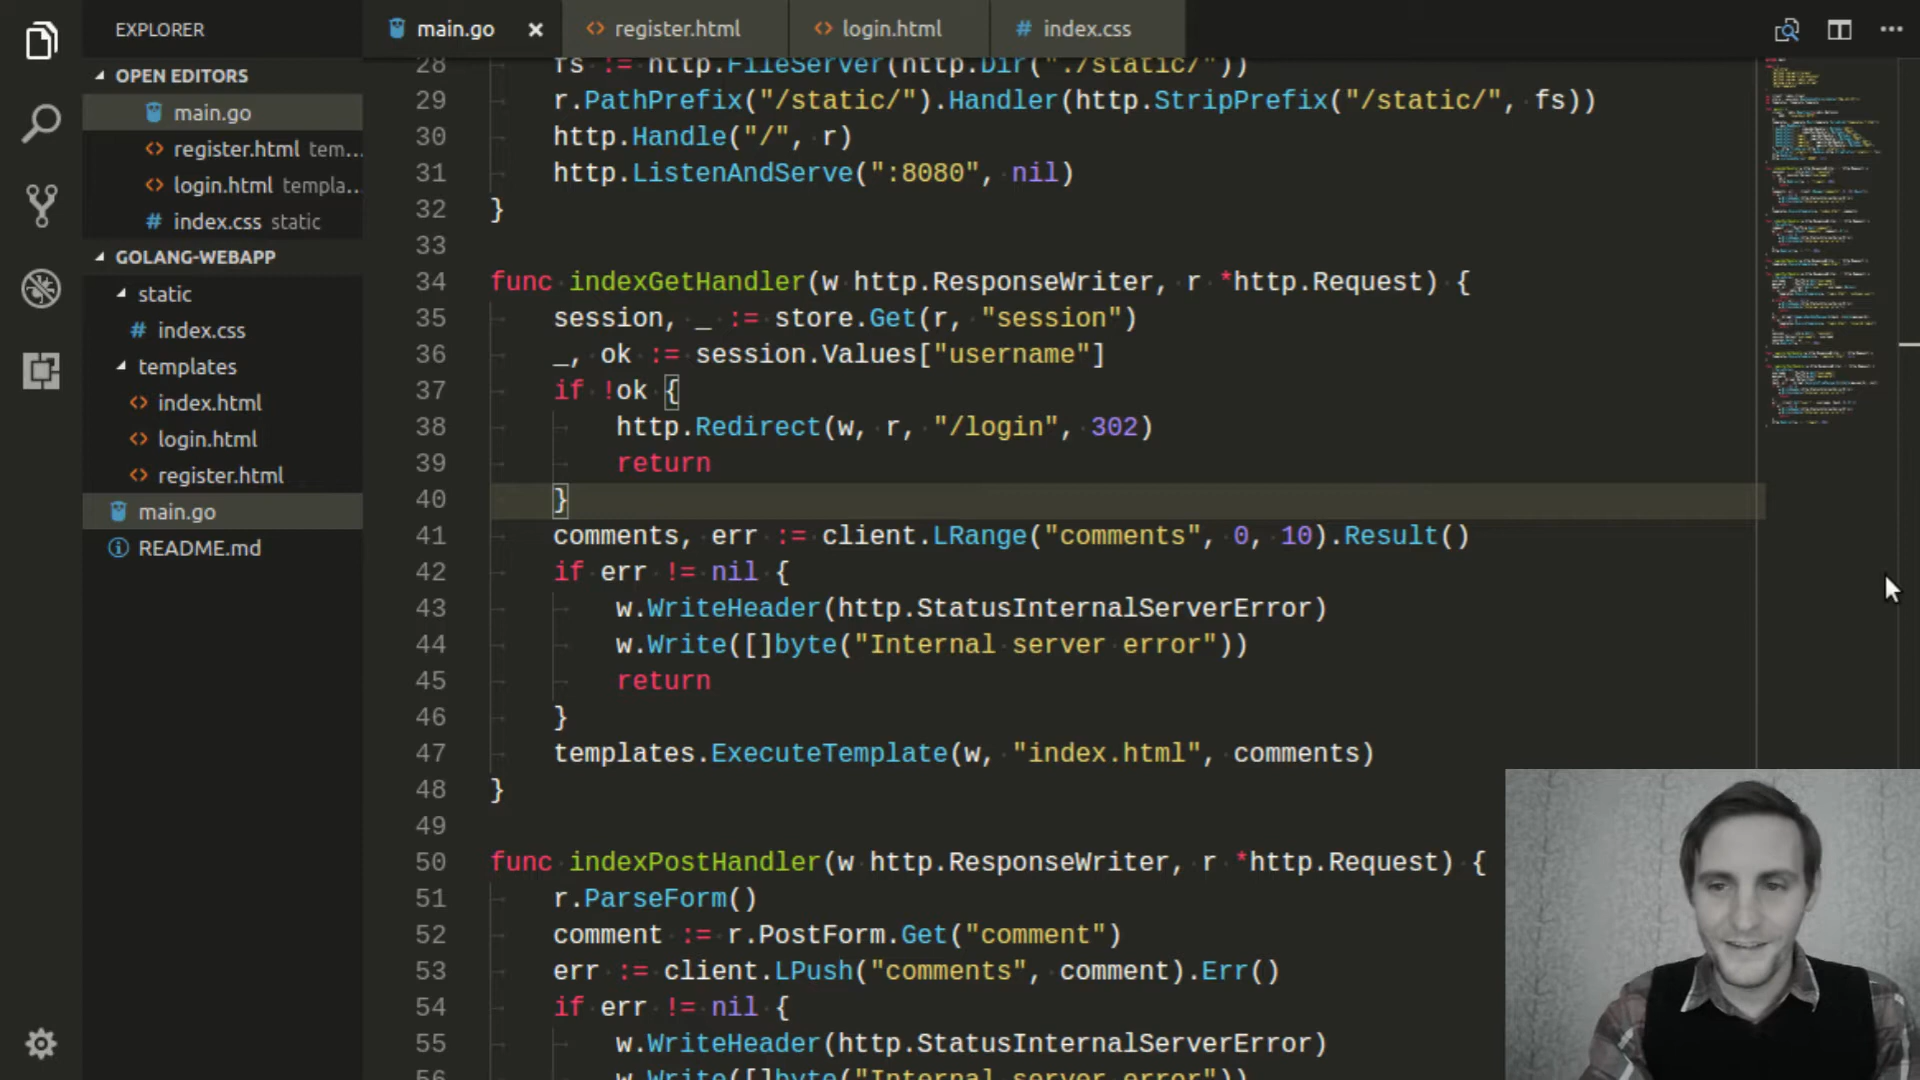 EXPLORER
OPEN EDITORS
main.go
register.html tem...
login.html templa...
index.css static
GOLANG-WEBAPP
static
index.css
templates
index.html
login.html
register.html
main.go
README.md
main.go
register.html
login.html
index.css
28 fs := http.FileServer(http.Dir("./static/"))
29 r.PathPrefix("/static/").Handler(http.StripPrefix("/static/", fs))
30 http.Handle("/", r)
31 http.ListenAndServe(":8080", nil)
32 }
33
34 func indexGetHandler(w http.ResponseWriter, r *http.Request) {
35 session, _ := store.Get(r, "session")
36 _, ok := session.Values["username"]
37 if !ok {
38 http.Redirect(w, r, "/login", 302)
39 return
40 }
41 comments, err := client.LRange("comments", 0, 10).Result()
42 if err != nil {
43 w.WriteHeader(http.StatusInternalServerError)
44 w.Write([]byte("Internal server error"))
45 return
46 }
47 templates.ExecuteTemplate(w, "index.html", comments)
48 }
49
50 func indexPostHandler(w http.ResponseWriter, r *http.Request) {
51 r.ParseForm()
52 comment := r.PostForm.Get("comment")
53 err := client.LPush("comments", comment).Err()
54 if err != nil {
55 w.WriteHeader(http.StatusInternalServerError)
56 w.Write([]byte("Internal server error"))